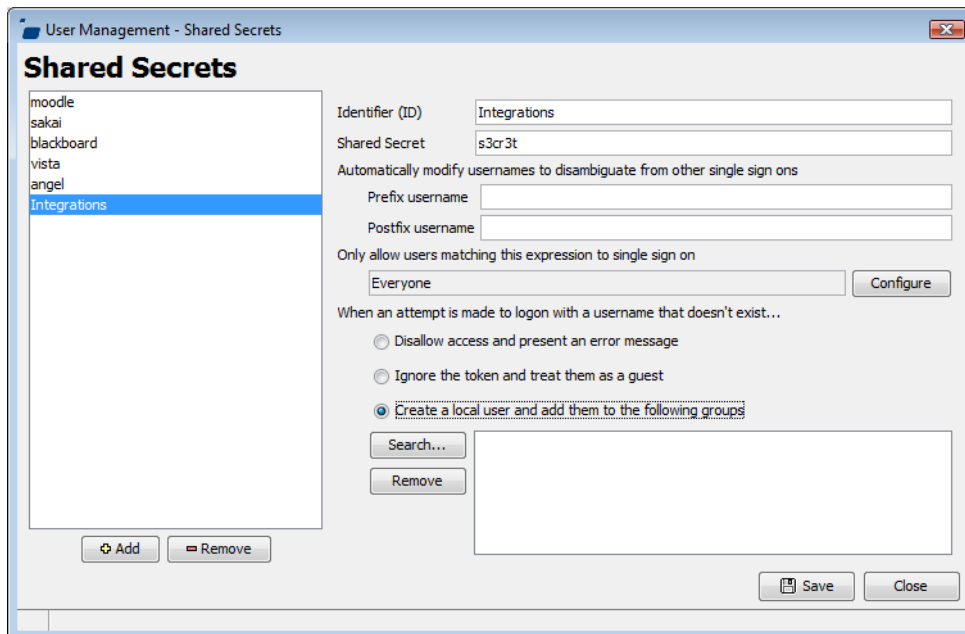 User Management - Shared Secrets
Shared Secrets
moodle
sakai
blackboard
vista
angel
Integrations
Identifier (ID) Integrations
Shared Secret s3cr3t
Automatically modify usernames to disambiguate from other single sign ons
Prefix username
Postfix username
Only allow users matching this expression to single sign on
Everyone Configure
When an attempt is made to logon with a username that doesn't exist...
Disallow access and present an error message
Ignore the token and treat them as a guest
Create a local user and add them to the following groups
Search...
Remove
Add Remove
Save Close